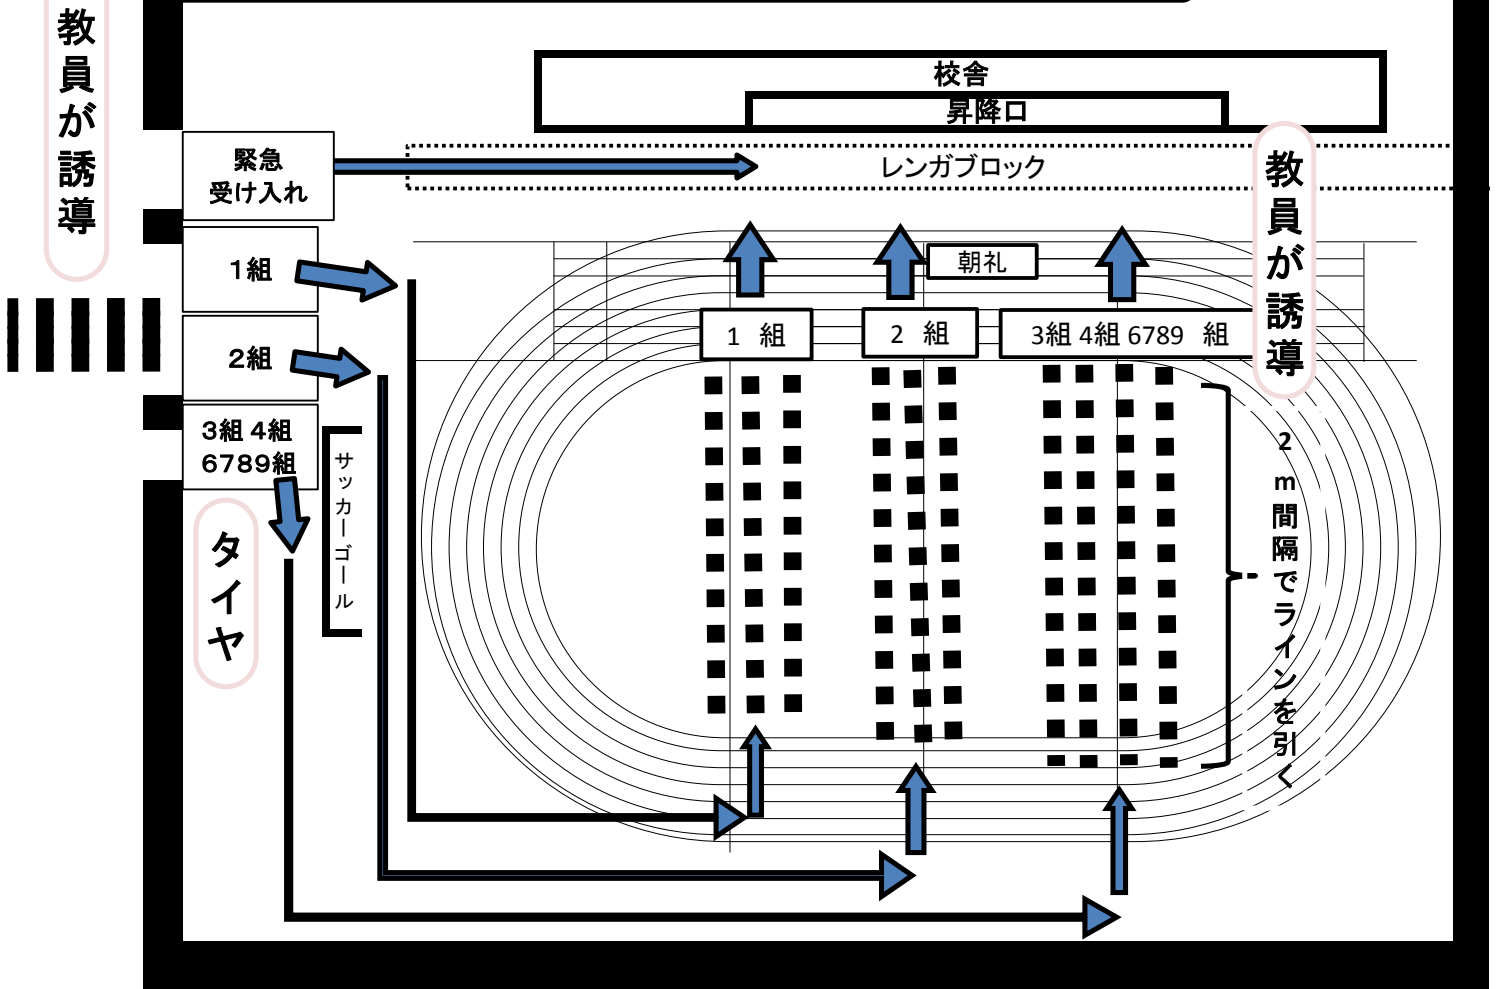 教員が誘導
校舎
昇降口
緊急
受け入れ
レンガブロック
教員が誘導
1組
朝礼
2組
1 組
2 組
3組 4組 6789 組
3組 4組
6789組
サッカーゴール
タイヤ
2m間隔でラインを引く